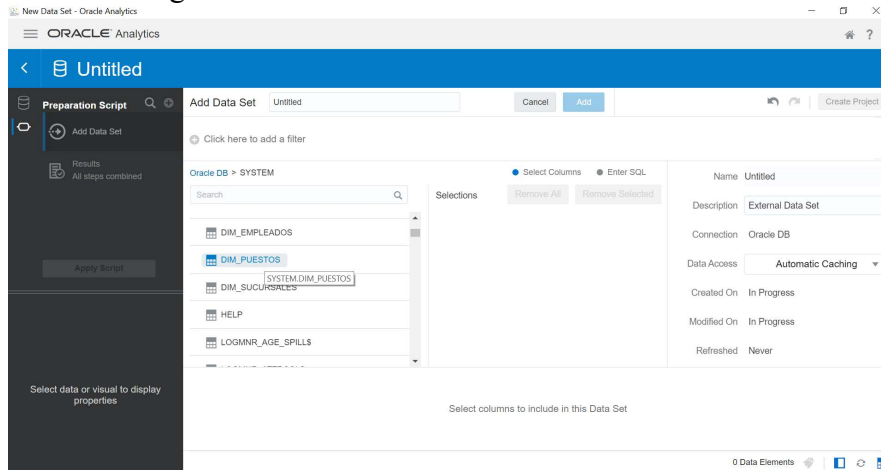 New Data Set - Oracle Analytics
ORACLE Analytics
?
Untitled
Preparation Script
Add Data Set
Results
All steps combined
Apply Script
Select data or visual to display
properties
Add Data Set Untitled Cancel Add Create Project
Click here to add a filter
Oracle DB > SYSTEM
Select Columns Enter SQL
Search
Selections Remove All Remove Selected
DIM_EMPLEADOS
DIM_PUESTOS
SYSTEM.DIM_PUESTOS
DIM_SUCURSALES
HELP
LOGMNR_AGE_SPILL$
Name Untitled
Description External Data Set
Connection Oracle DB
Data Access Automatic Caching
Created On In Progress
Modified On In Progress
Refreshed Never
Select columns to include in this Data Set
0 Data Elements